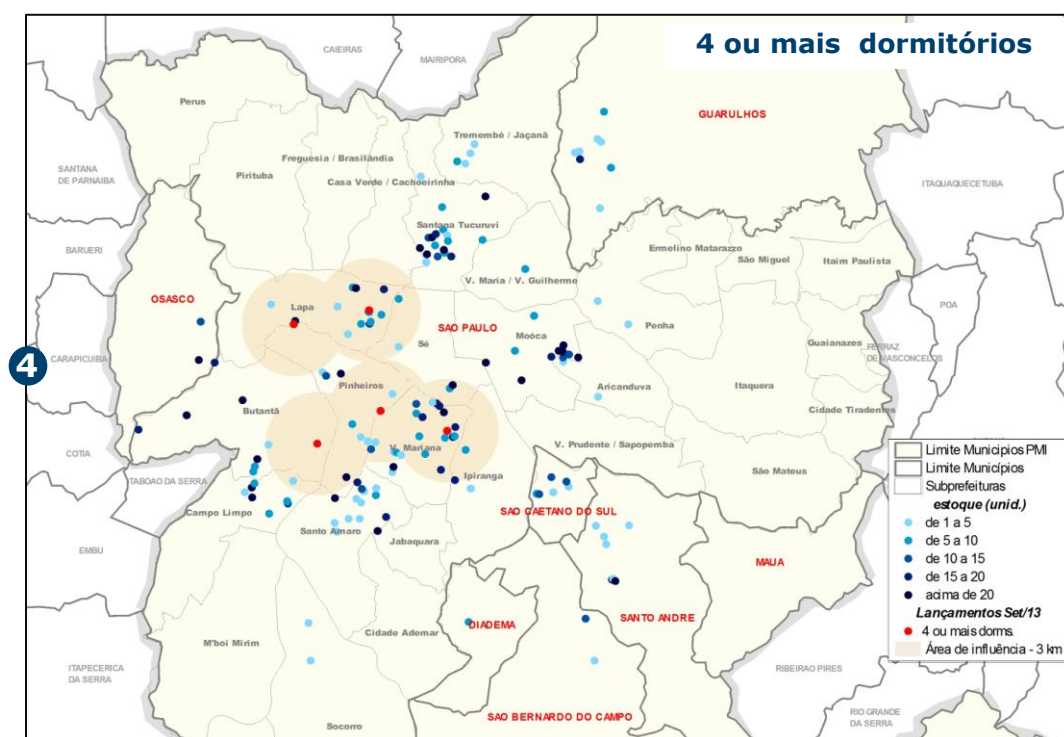 4 ou mais dormitórios
CAIEIRAS
MAIRIPORA
Perus
GUARULHOS
Tremembé / Jaçanã
Freguesia / Brasilândia
SANTANA
DE PARNAIBA
Pirituba
Casa Verde / Cachoeirinha
ITAQUAQUECETUBA
Santana Tucuruvi
BARUERI
Ermelino Matarazzo
São Miguel
Itaim Paulista
V. Maria / V. Guilherme
OSASCO
Lapa
POA
SAO PAULO
Moóca
Penha
Sé
Guaianazes
FERRAZ
DE VASCONCELOS
4
CARAPICUIBA
Pinheiros
Aricanduva
Itaquera
Butantã
Cidade Tiradentes
V. Mariana
V. Prudente / Sapopemba
COTIA
Ipiranga
São Mateus
TABOAO DA SERRA
Campo Limpo
SAO CAETANO DO SUL
Santo Amaro
Jabaquara
EMBU
MAUA
SANTO ANDRE
DIADEMA
Cidade Ademar
M'boi Mirim
ITAPECERICA
DA SERRA
RIBEIRAO PIRES
SAO BERNARDO DO CAMPO
Socorro
RIO GRANDE
DA SERRA
Limite Municipios PMI
Limite Municípios
Subprefeituras
estoque (unid.)
de 1 a 5
de 5 a 10
de 10 a 15
de 15 a 20
acima de 20
Lançamentos Set/13
4 ou mais dorms.
Área de influência - 3 km